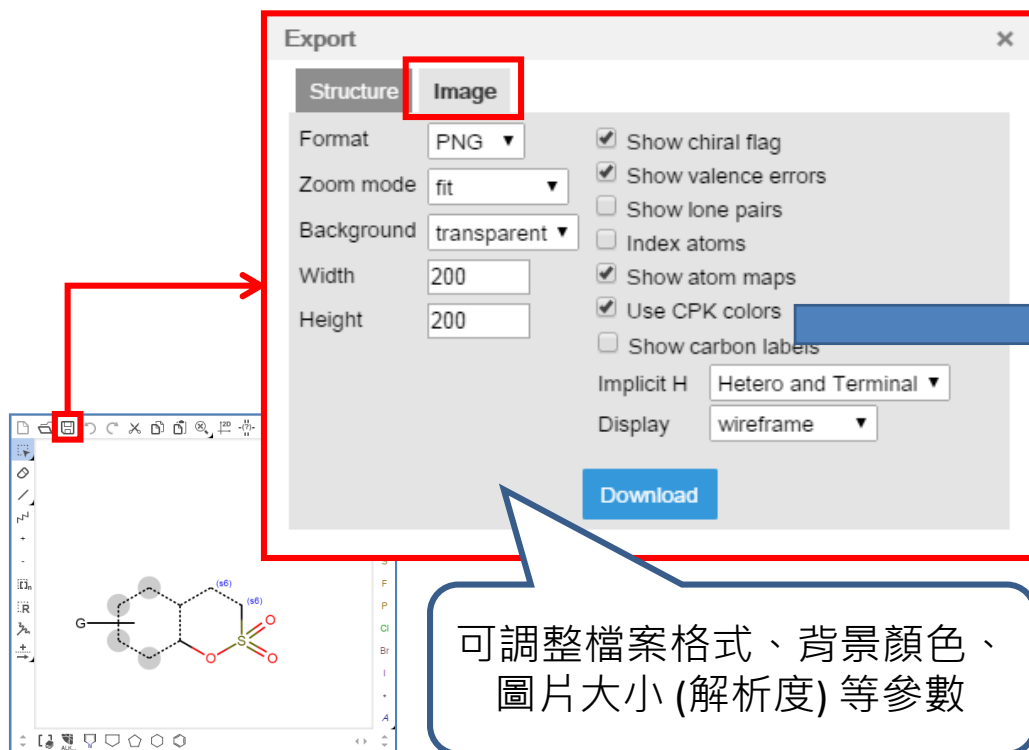 Export ×
Structure Image
Format PNG ▼
Zoom mode fit ▼
Background transparent ▼
Width 200
Height 200
Show chiral flag
Show valence errors
Show lone pairs
Index atoms
Show atom maps
Use CPK colors
Show carbon labels
Implicit H Hetero and Terminal ▼
Display wireframe ▼
Download
2D
R
(s6)
(s6)
G
S
O
O
O
F
P
Cl
Br
I
A
可調整檔案格式、背景顏色、
圖片大小 (解析度) 等參數